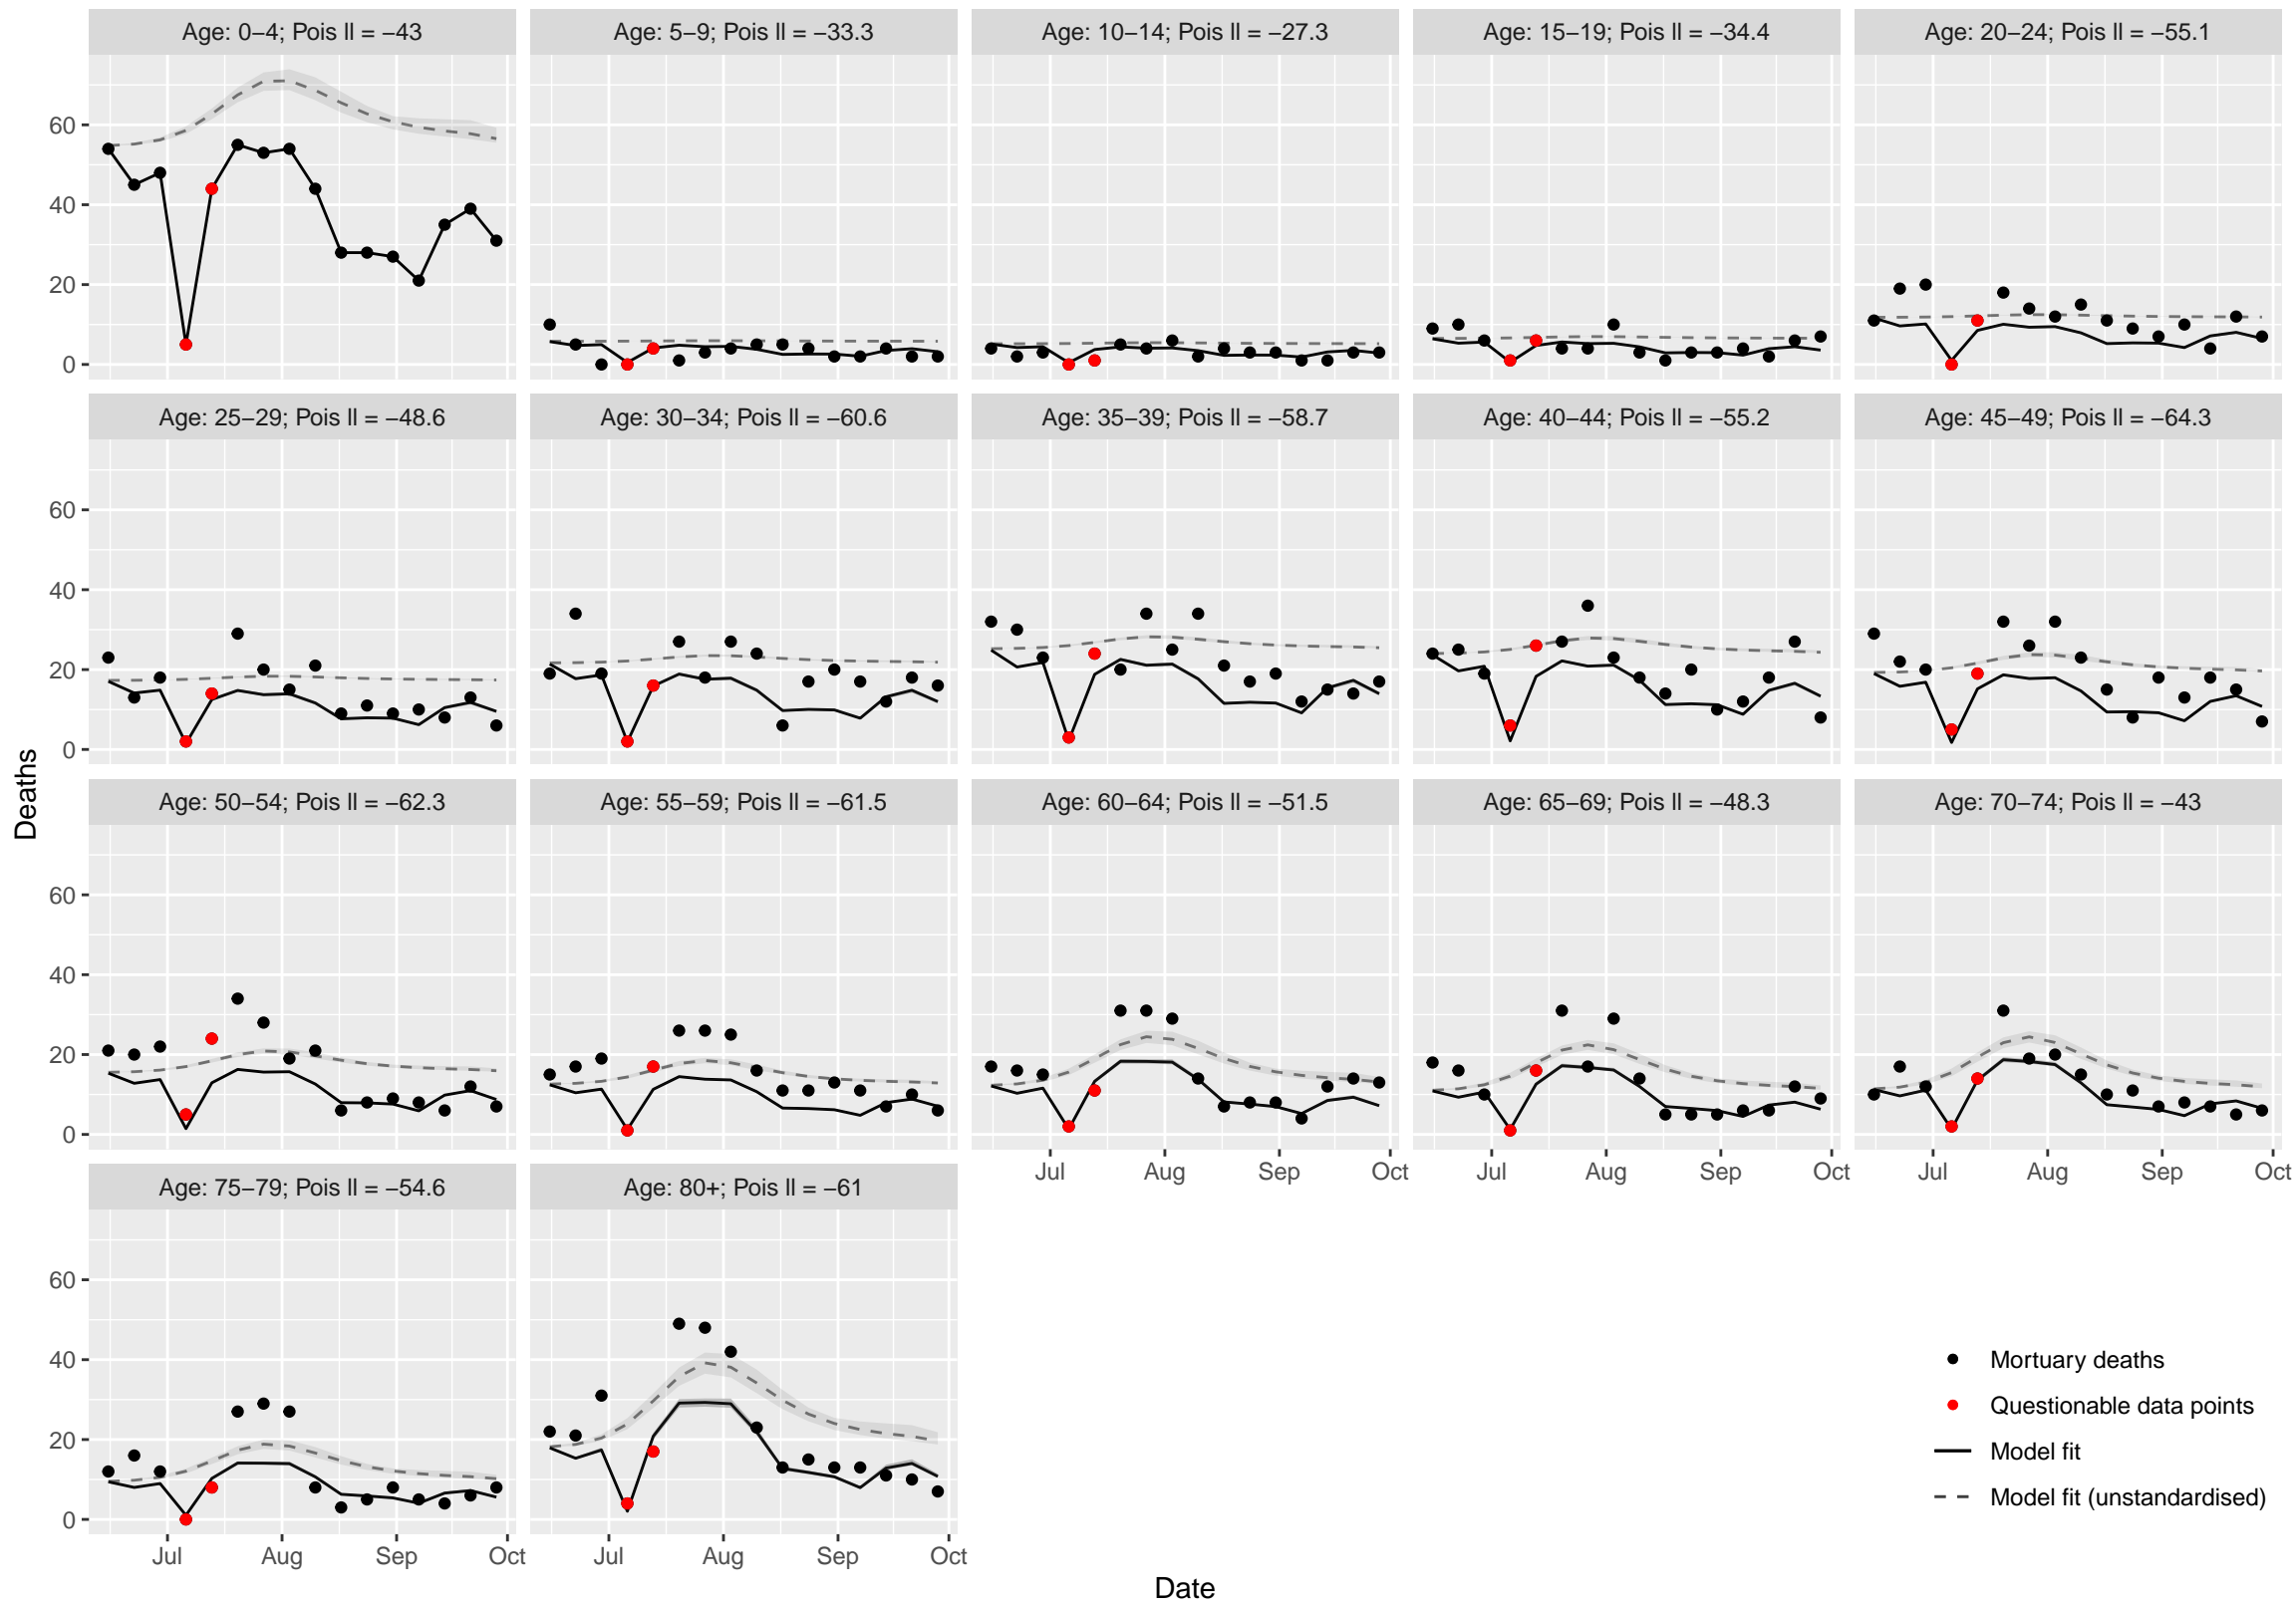 Age: 0–4; Pois ll = −43
Age: 5–9; Pois ll = −33.3
Age: 10–14; Pois ll = −27.3
Age: 15–19; Pois ll = −34.4
Age: 20–24; Pois ll = −55.1
60
40
20
0
Age: 25–29; Pois ll = −48.6
Age: 30–34; Pois ll = −60.6
Age: 35–39; Pois ll = −58.7
Age: 40–44; Pois ll = −55.2
Age: 45–49; Pois ll = −64.3
60
40
20
0
Deaths
Age: 50–54; Pois ll = −62.3
Age: 55–59; Pois ll = −61.5
Age: 60–64; Pois ll = −51.5
Age: 65–69; Pois ll = −48.3
Age: 70–74; Pois ll = −43
60
40
20
0
Jul Aug Sep Oct
Jul Aug Sep Oct
Jul Aug Sep Oct
Age: 75–79; Pois ll = −54.6
Age: 80+; Pois ll = −61
60
40
20
0
Jul Aug Sep Oct
Jul Aug Sep Oct
Mortuary deaths
Questionable data points
Model fit
Model fit (unstandardised)
Date